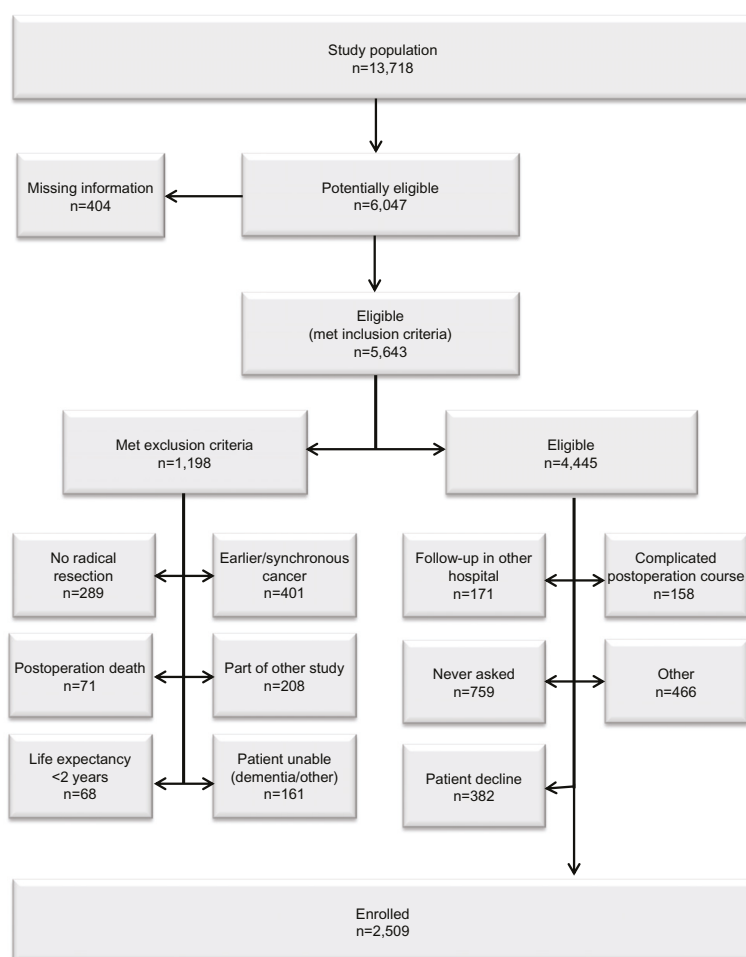 Study population
n=13,718
Missing information
n=404
Potentially eligible
n=6,047
Eligible
(met inclusion criteria)
n=5,643
Met exclusion criteria
n=1,198
Eligible
n=4,445
No radical
resection
n=289
Earlier/synchronous
cancer
n=401
Follow-up in other
hospital
n=171
Complicated
postoperation course
n=158
Postoperation death
n=71
Part of other study
n=208
Never asked
n=759
Other
n=466
Life expectancy
<2 years
n=68
Patient unable
(dementia/other)
n=161
Patient decline
n=382
Enrolled
n=2,509